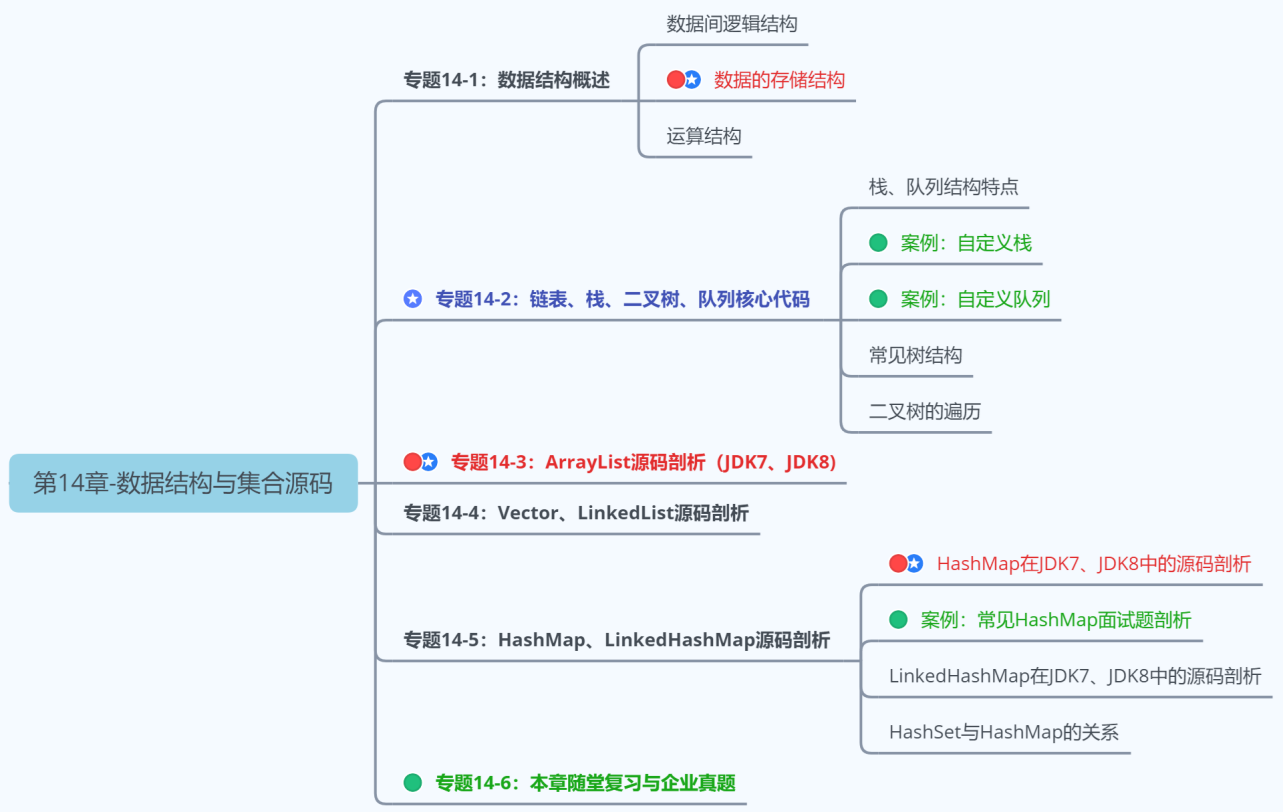 第14章-数据结构与集合源码
专题14-1：数据结构概述
数据间逻辑结构
数据的存储结构
运算结构
专题14-2：链表、栈、二叉树、队列核心代码
栈、队列结构特点
案例：自定义栈
案例：自定义队列
常见树结构
二叉树的遍历
专题14-3：ArrayList源码剖析（JDK7、JDK8)
专题14-4：Vector、LinkedList源码剖析
专题14-5：HashMap、LinkedHashMap源码剖析
HashMap在JDK7、JDK8中的源码剖析
案例：常见HashMap面试题剖析
LinkedHashMap在JDK7、JDK8中的源码剖析
HashSet与HashMap的关系
专题14-6：本章随堂复习与企业真题